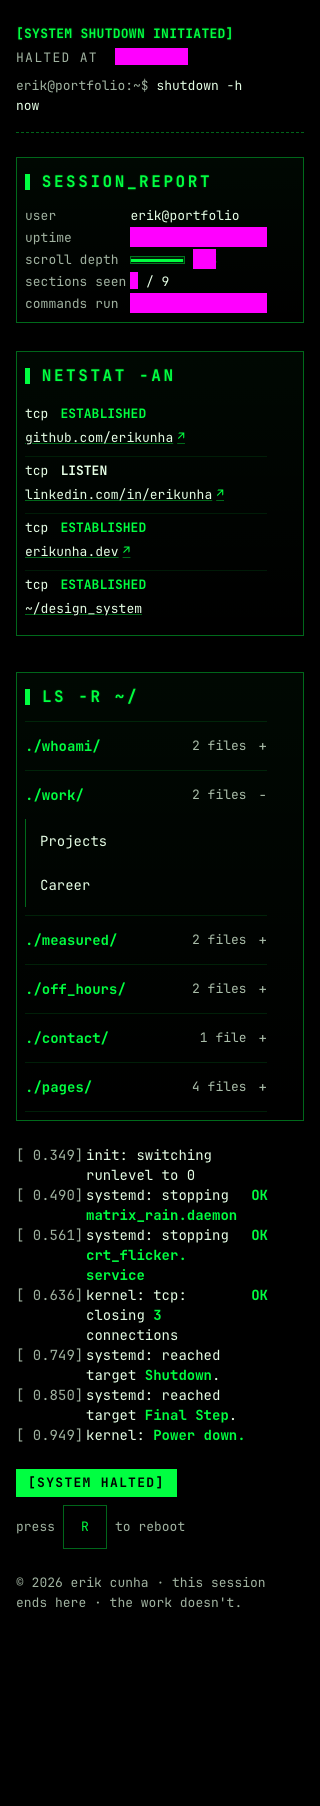 [SYSTEM SHUTDOWN INITIATED]
HALTED AT
erik@portfolio:~$ shutdown -h
now
SESSION_REPORT
user erik@portfolio
uptime
scroll depth
sections seen / 9
commands run
NETSTAT -AN
tcp ESTABLISHED
github.com/erikunha ↗
tcp LISTEN
linkedin.com/in/erikunha ↗
tcp ESTABLISHED
erikunha.dev ↗
tcp ESTABLISHED
~/design_system
LS -R ~/
./whoami/ 2 files +
./work/ 2 files -
Projects
Career
./measured/ 2 files +
./off_hours/ 2 files +
./contact/ 1 file +
./pages/ 4 files +
[ 0.349] init: switching
runlevel to 0
[ 0.490] systemd: stopping OK
matrix_rain.daemon
[ 0.561] systemd: stopping OK
crt_flicker.
service
[ 0.636] kernel: tcp: OK
closing 3
connections
[ 0.749] systemd: reached
target Shutdown.
[ 0.850] systemd: reached
target Final Step.
[ 0.949] kernel: Power down.
[SYSTEM HALTED]
press R to reboot
© 2026 erik cunha · this session
ends here · the work doesn't.